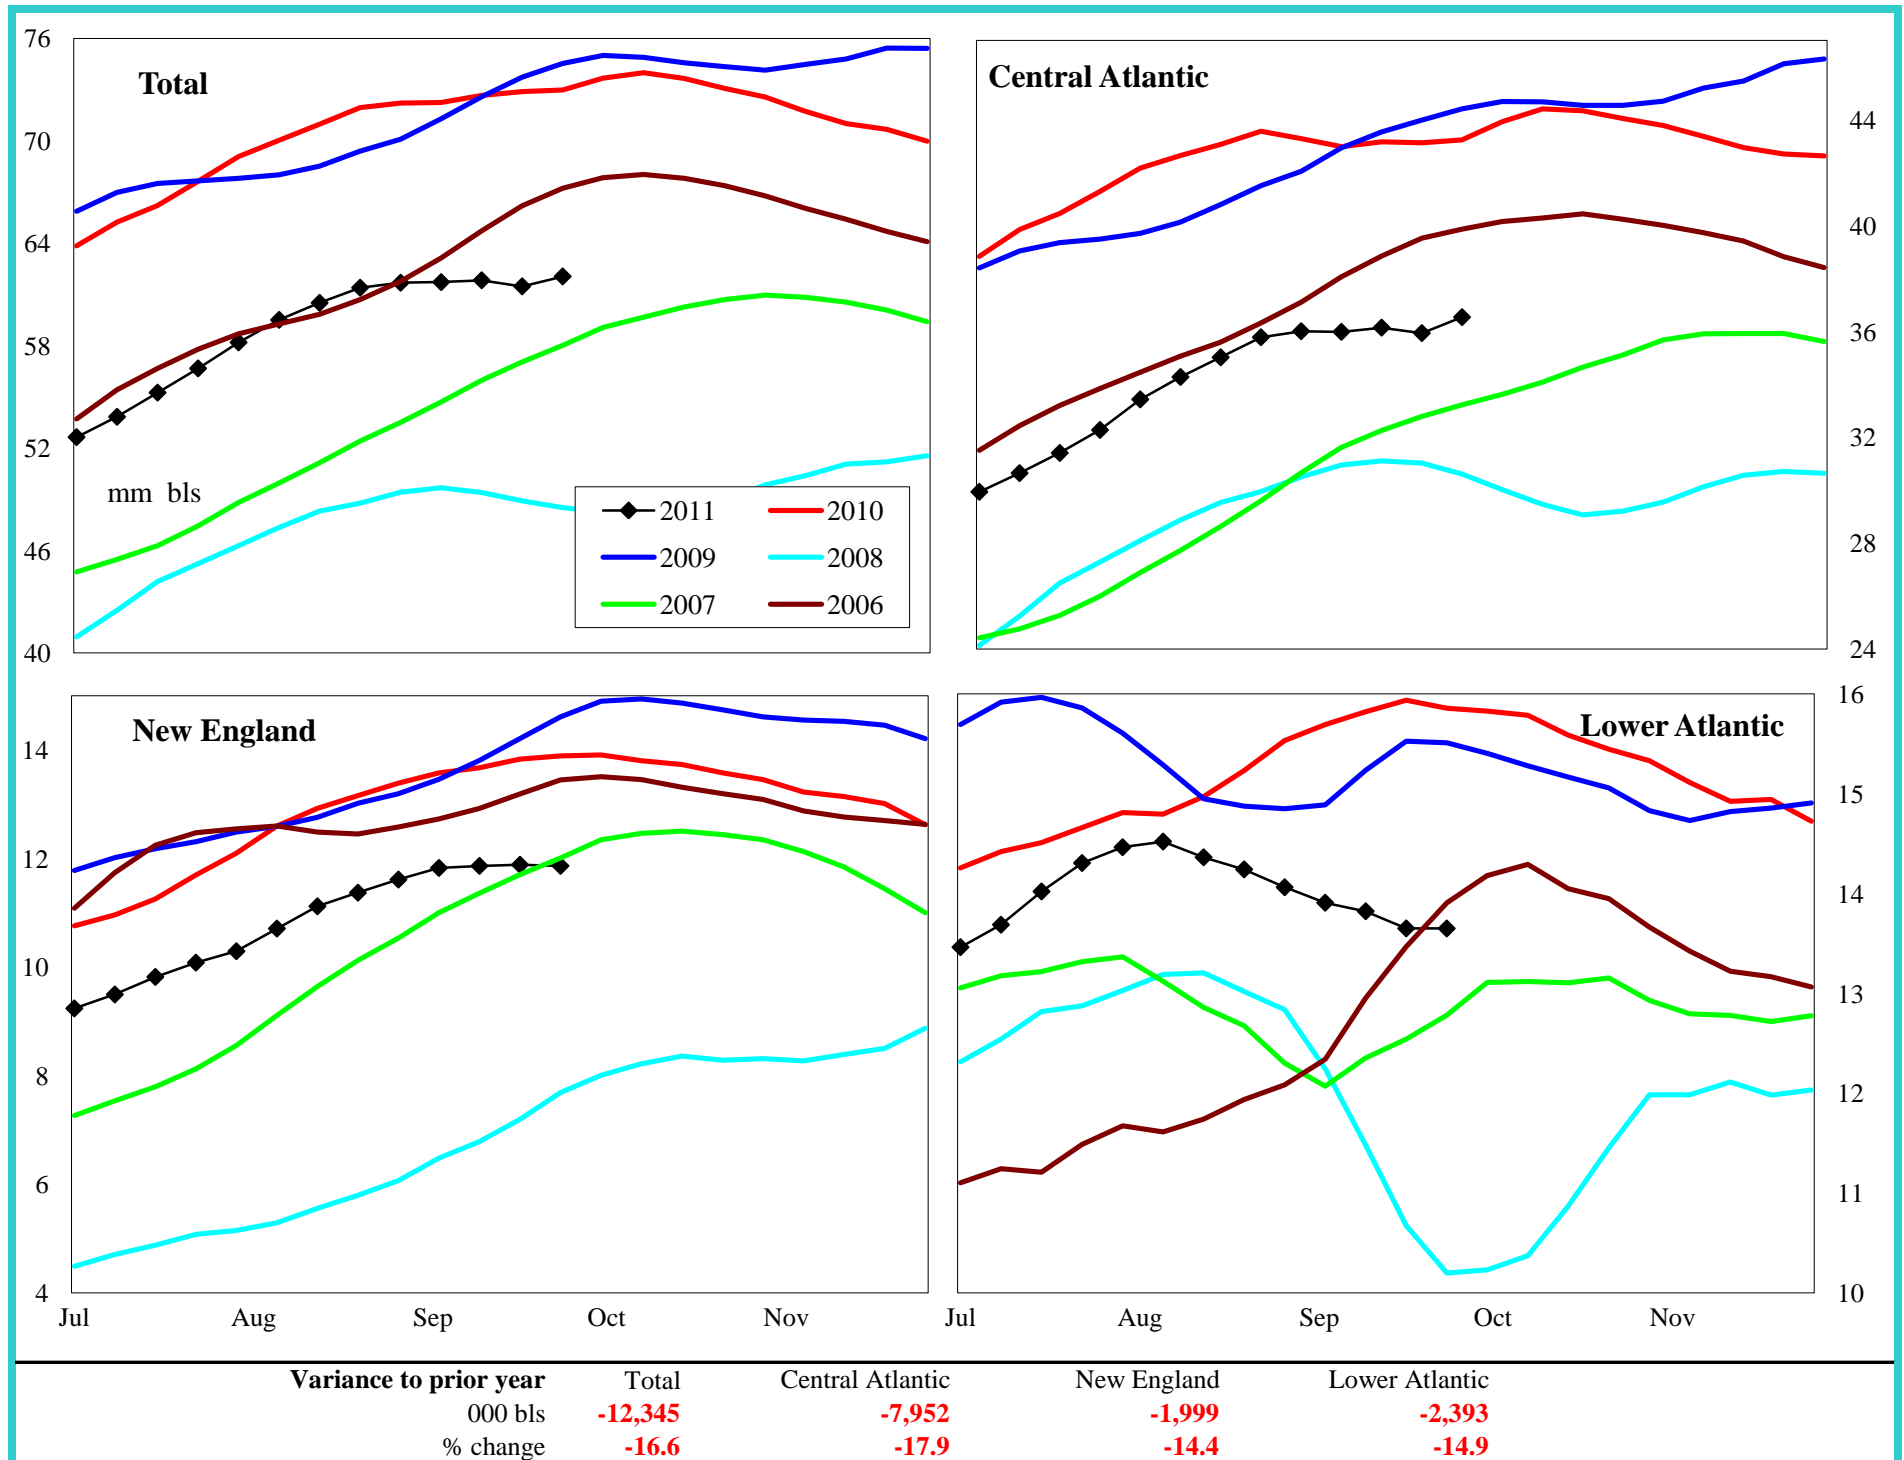 76
70
64
58
52
46
40
Total
mm bls
2011 2010
2009 2008
2007 2006
Central Atlantic
44
40
36
32
28
24
New England
14
12
10
8
6
4
Jul Aug Sep Oct Nov
Lower Atlantic
16
15
14
13
12
11
10
Jul Aug Sep Oct Nov
Variance to prior year Total Central Atlantic New England Lower Atlantic
000 bls -12,345 -7,952 -1,999 -2,393
% change -16.6 -17.9 -14.4 -14.9